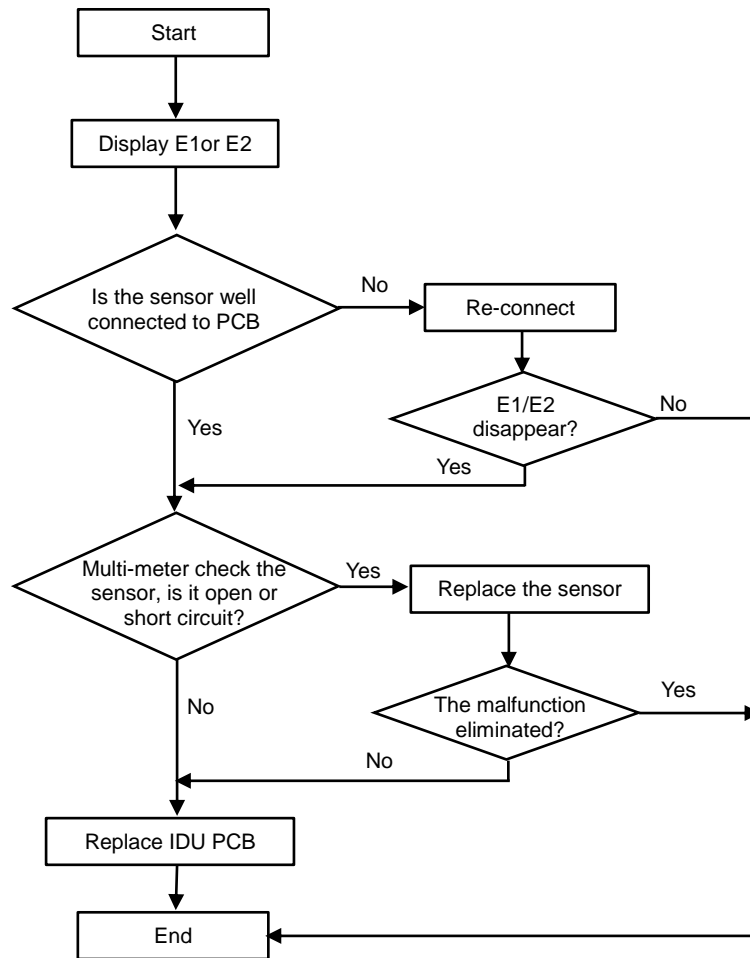 Start
Display E1or E2
Is the sensor well
connected to PCB
No
Re-connect
E1/E2
disappear?
No
Yes
Yes
Multi-meter check the
sensor, is it open or
short circuit?
Yes
Replace the sensor
The malfunction
eliminated?
Yes
No
No
Replace IDU PCB
End